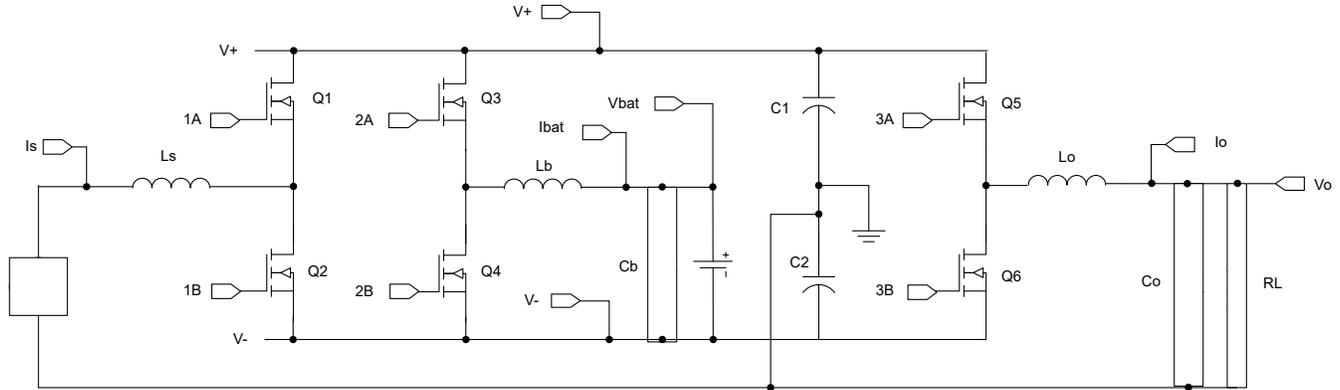 V+
V+
Q1
Q3
Vbat
C1
Q5
1A
2A
Ibat
3A
Is
Ls
Lb
Lo
Io
Vo
Q2
Q4
Cb
+
-
C2
Q6
Co
RL
1B
2B
V-
3B
V-